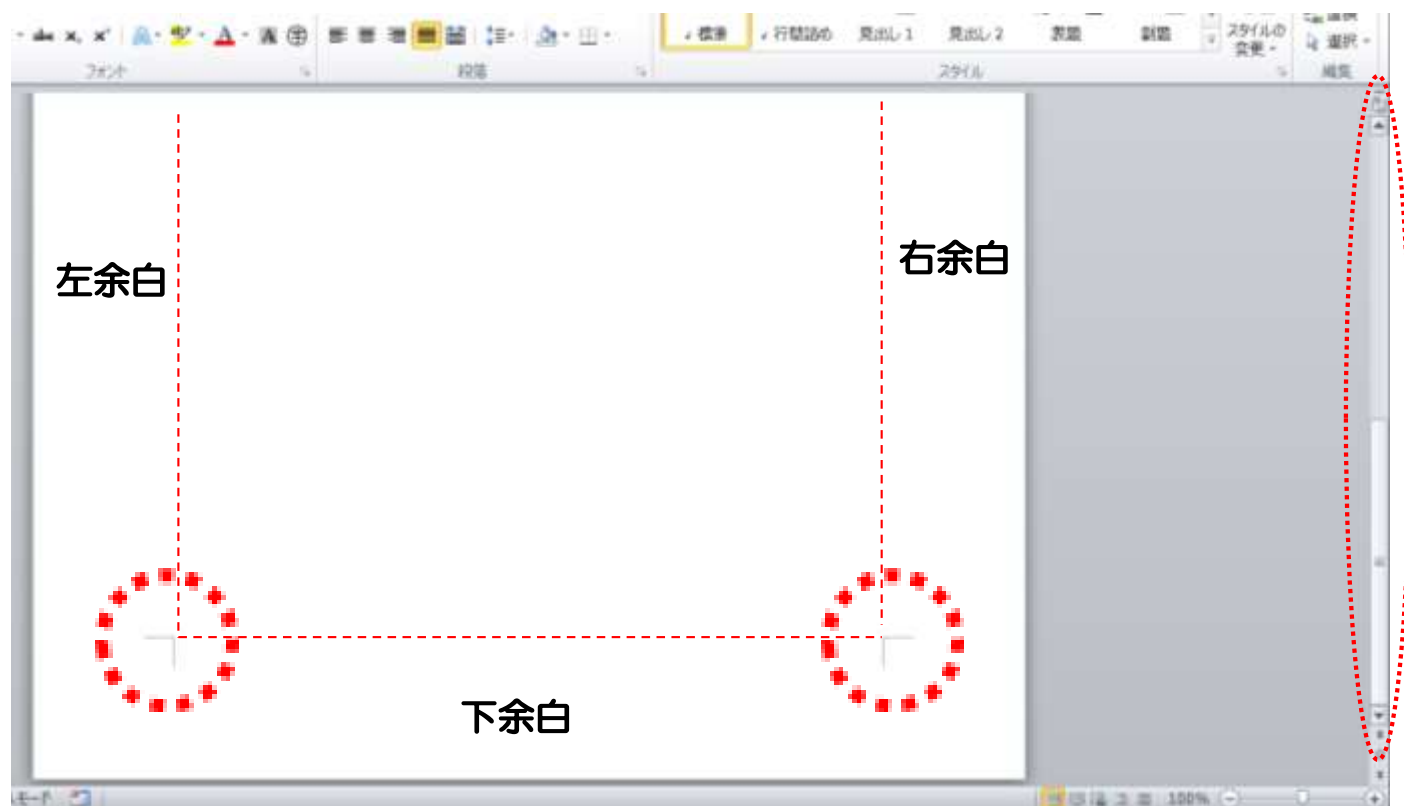 標準 行間詰め 見出し 1 見出し 2 表題 副題 スタイルの 変更 選択
フォント 段落 スタイル 編集
左余白
右余白
下余白
100%